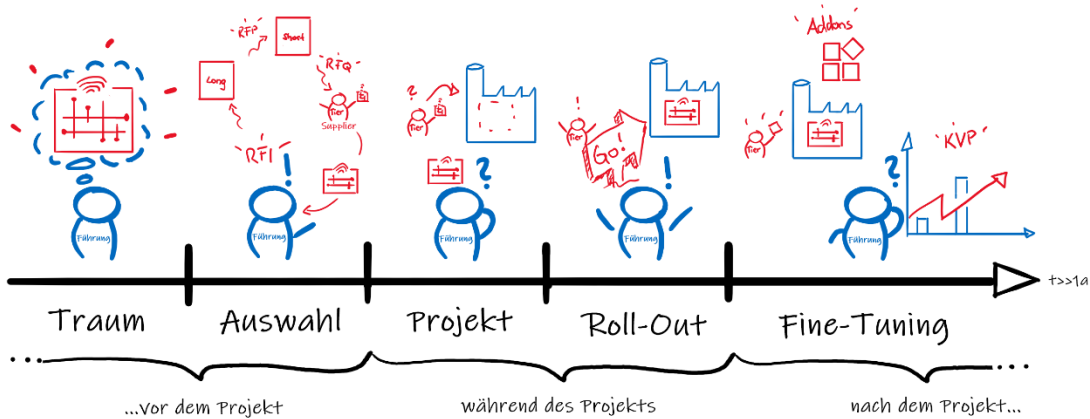 RFP
Short
Long
RFQ
Tier
Supplier
RFI
?
Tier
!
Tier
Go!
Addons
Tier
KVP
!
?
!
?
Führung
Führung
Führung
Führung
Führung
t>>1a
Traum
Auswahl
Projekt
Roll-Out
Fine-Tuning
...vor dem Projekt
während des Projekts
nach dem Projekt...